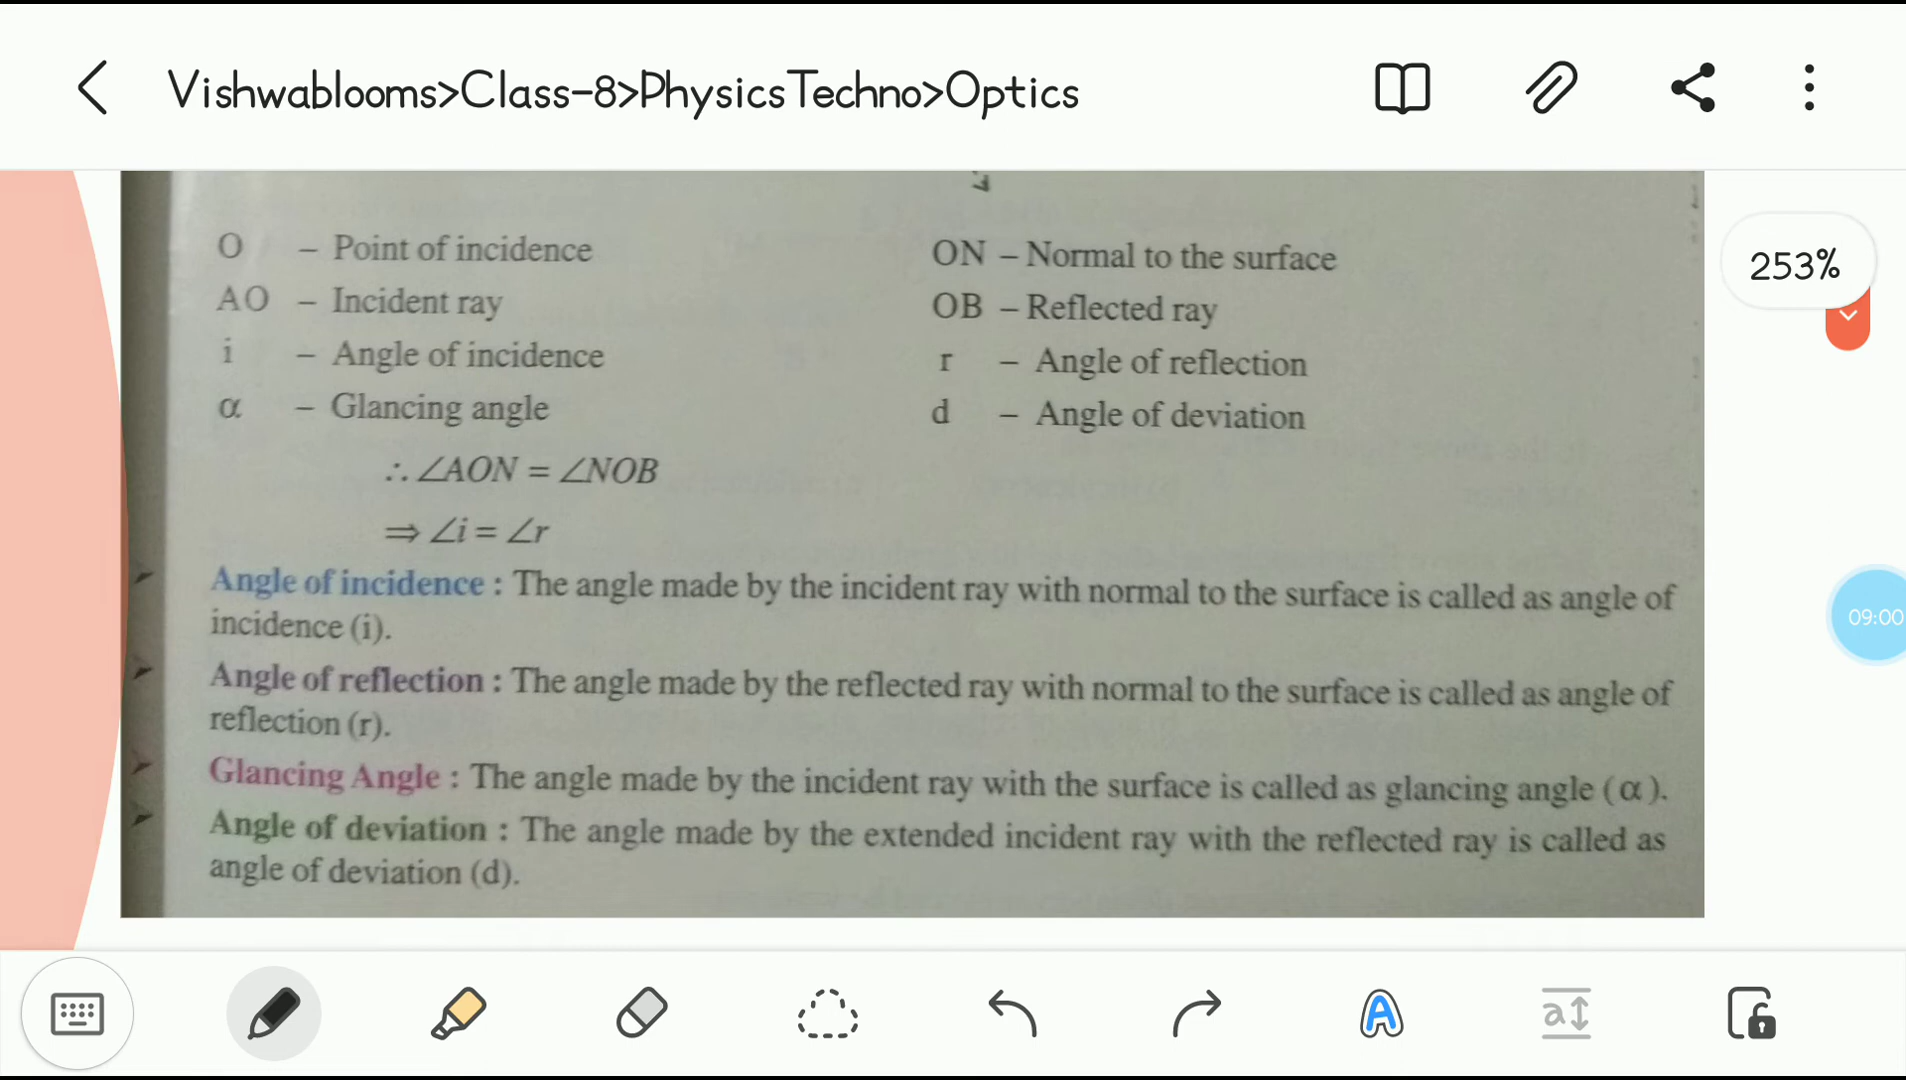 Vishwablooms>Class-8>PhysicsTechno>Optics
253%
O – Point of incidence ON – Normal to the surface
AO – Incident ray OB – Reflected ray
i – Angle of incidence r – Angle of reflection
α – Glancing angle d – Angle of deviation
∴ ∠AON = ∠NOB
⇒ ∠i = ∠r
Angle of incidence : The angle made by the incident ray with normal to the surface is called as angle of
incidence (i).
Angle of reflection : The angle made by the reflected ray with normal to the surface is called as angle of
reflection (r).
Glancing Angle : The angle made by the incident ray with the surface is called as glancing angle (α).
Angle of deviation : The angle made by the extended incident ray with the reflected ray is called as
angle of deviation (d).
09:00
A
a